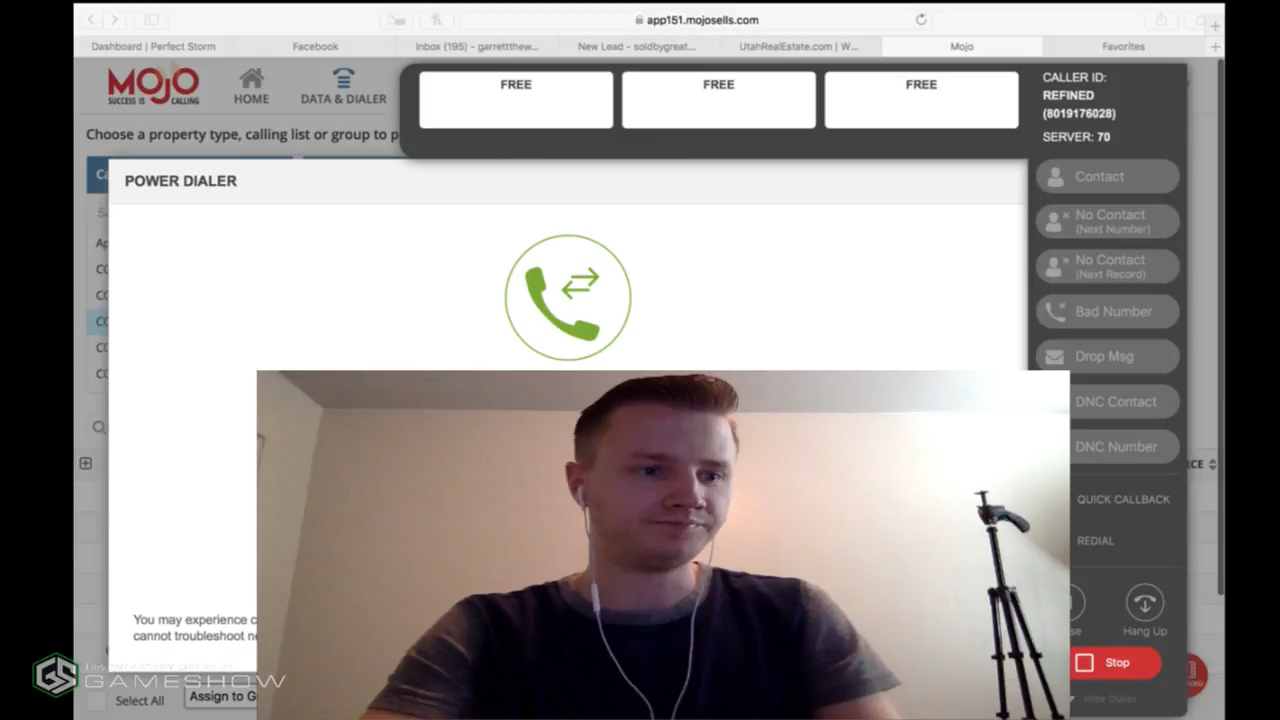 app151.mojosells.com
Dashboard | Perfect Storm
Facebook
Inbox (195) - garrettthew...
New Lead - soldbygreat...
UtahRealEstate.com | W...
Mojo
Favorites
MOJO
SUCCESS IS CALLING
HOME
DATA & DIALER
FREE
FREE
FREE
CALLER ID:
REFINED
(8019176028)
SERVER: 70
Choose a property type, calling list or group to p
POWER DIALER
Contact
No Contact
(Next Number)
No Contact
(Next Record)
Bad Number
Drop Msg
DNC Contact
DNC Number
QUICK CALLBACK
REDIAL
Hang Up
Stop
Hide Dialer
You may experience c
cannot troubleshoot ne
GS
GAMESHOW
Select All
Assign to G